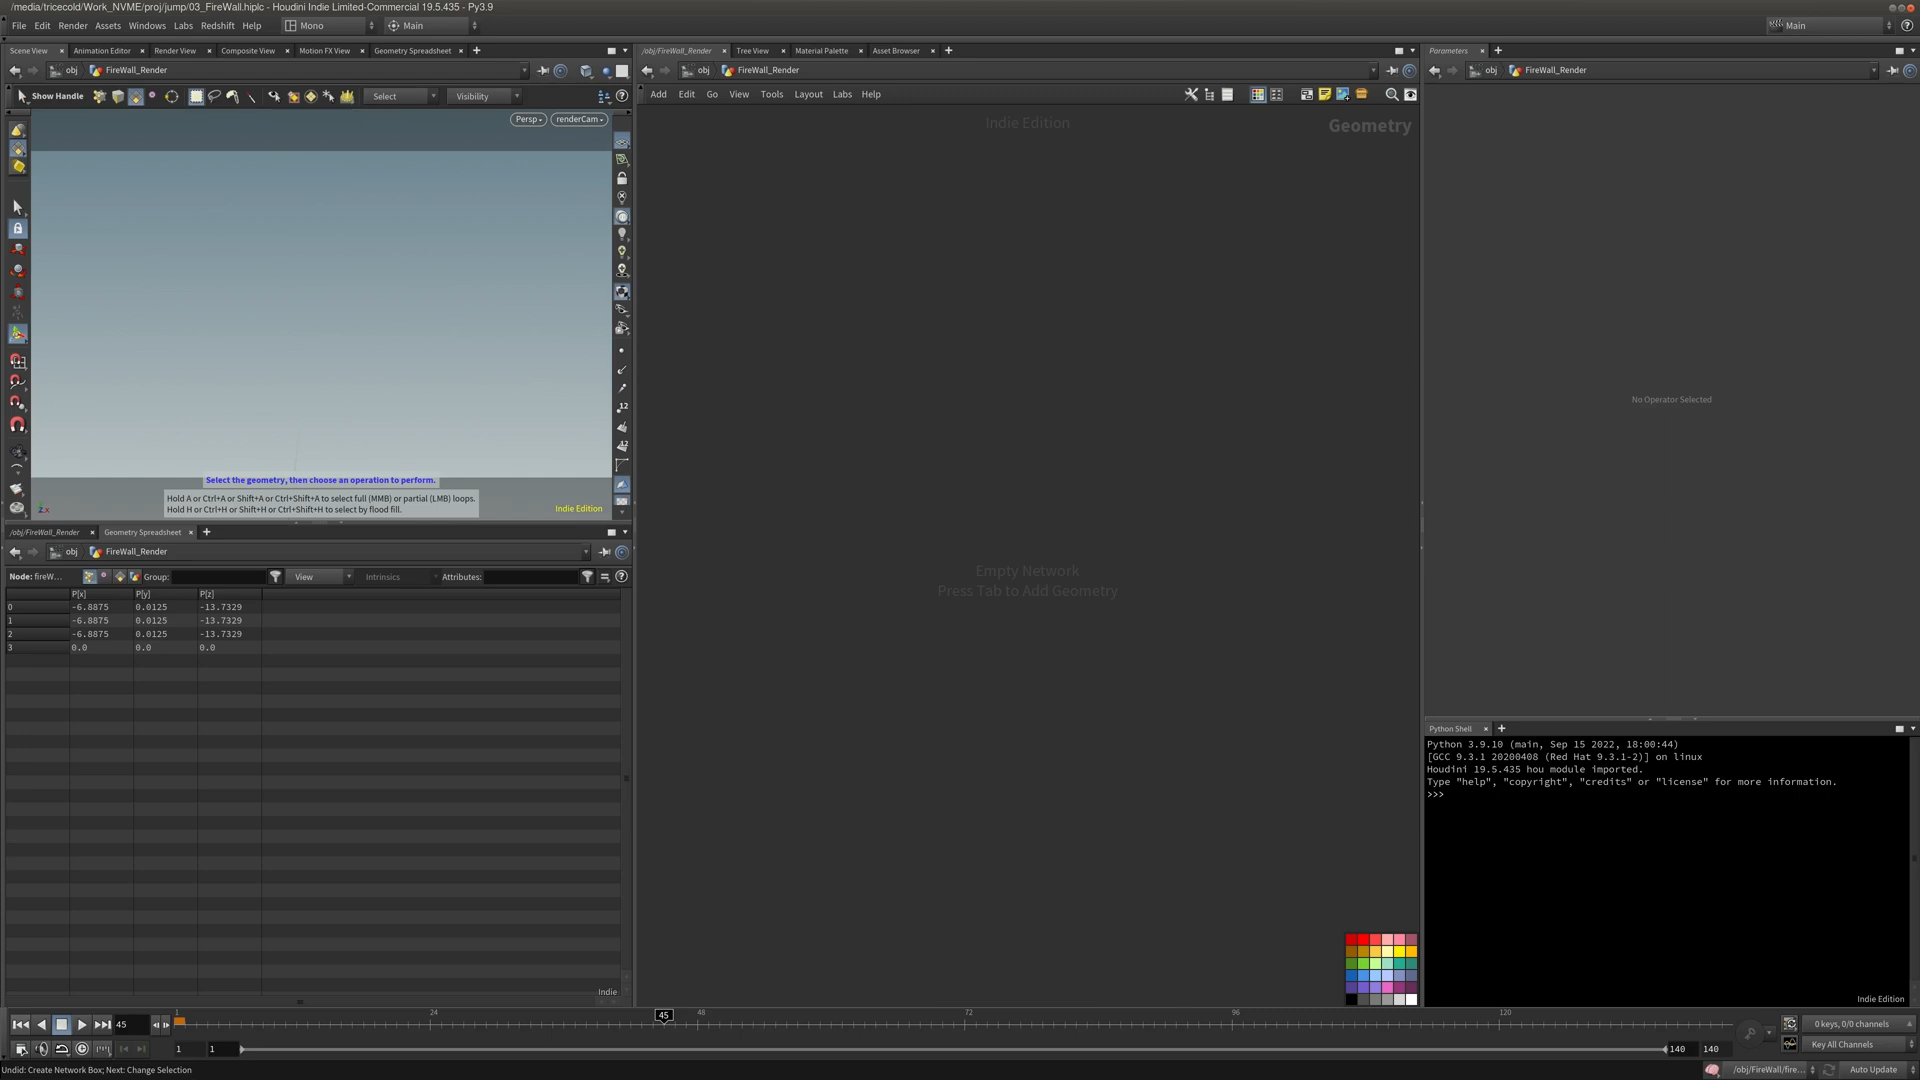 /media/tricecold/Work_NVME/proj/jump/03_FireWall.hiplc - Houdini Indie Limited-Commercial 19.5.435 - Py3.9
File Edit Render Assets Windows Labs Redshift Help Mono Main Main
Scene View Animation Editor Render View Composite View Motion FX View Geometry Spreadsheet
obj FireWall_Render
Show Handle Select Visibility
Persp renderCam
Select the geometry, then choose an operation to perform.
Hold A or Ctrl+A or Shift+A or Ctrl+Shift+A to select full (MMB) or partial (LMB) loops.
Hold H or Ctrl+H or Shift+H or Ctrl+Shift+H to select by flood fill.
Indie Edition
/obj/FireWall_Render Geometry Spreadsheet
obj FireWall_Render
Node: fireW... Group: View Intrinsics Attributes:
P[x] P[y] P[z]
0 -6.8875 0.0125 -13.7329
1 -6.8875 0.0125 -13.7329
2 -6.8875 0.0125 -13.7329
3 0.0 0.0 0.0
Indie
/obj/FireWall_Render Tree View Material Palette Asset Browser
obj FireWall_Render
Add Edit Go View Tools Layout Labs Help
Indie Edition
Geometry
Empty Network
Press Tab to Add Geometry
Parameters
obj FireWall_Render
No Operator Selected
Python Shell
Python 3.9.10 (main, Sep 15 2022, 18:00:44)
[GCC 9.3.1 20200408 (Red Hat 9.3.1-2)] on linux
Houdini 19.5.435 hou module imported.
Type "help", "copyright", "credits" or "license" for more information.
>>>
Indie Edition
45 1 24 45 48 72 96 120
0 keys, 0/0 channels
1 1 140 140
Key All Channels
Undid: Create Network Box; Next: Change Selection
/obj/FireWall/fire... Auto Update